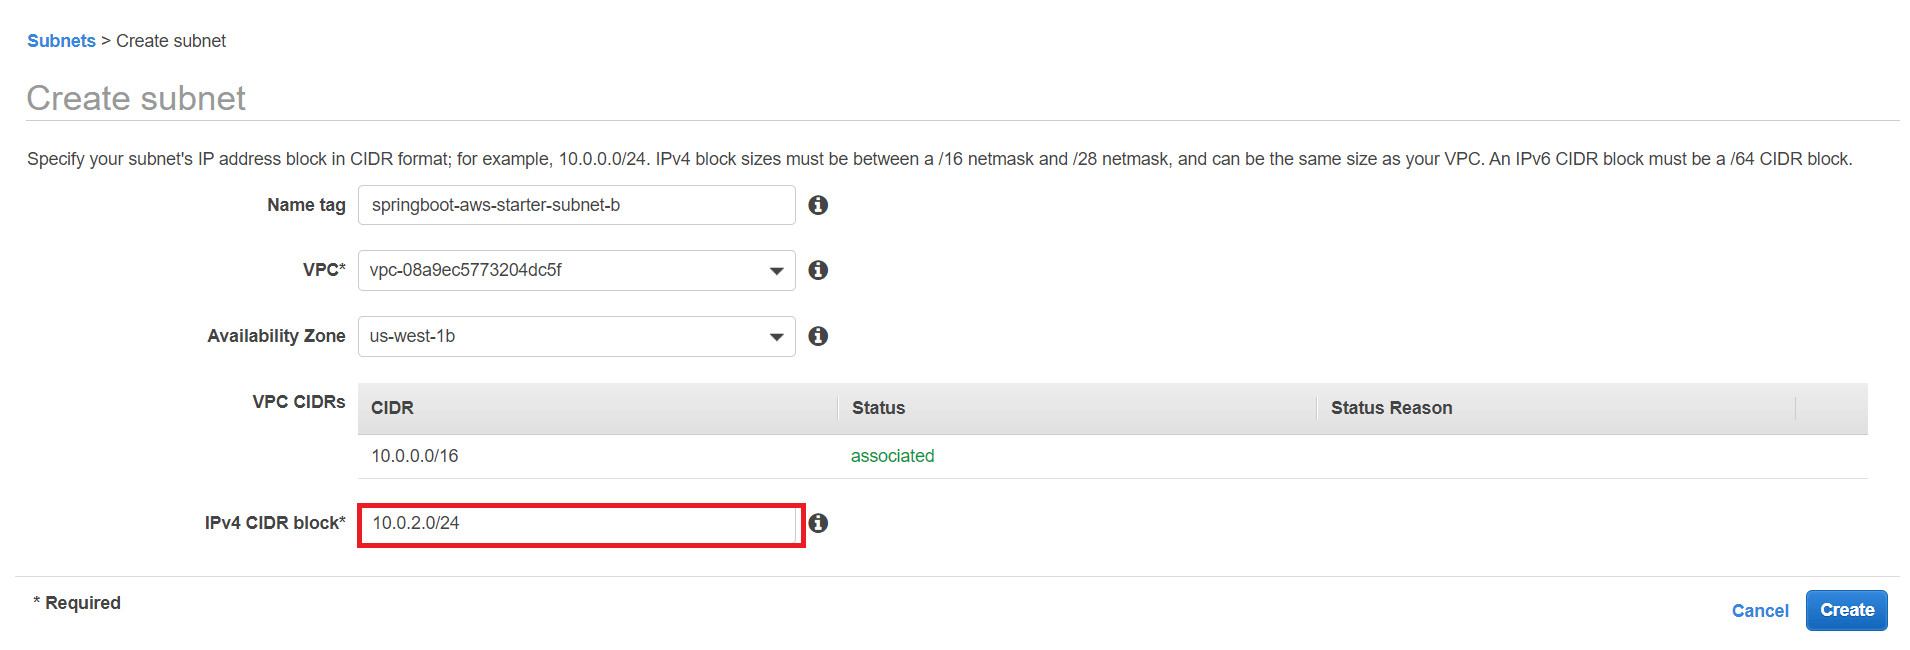 Subnets > Create subnet
Create subnet
Specify your subnet's IP address block in CIDR format; for example, 10.0.0.0/24. IPv4 block sizes must be between a /16 netmask and /28 netmask, and can be the same size as your VPC. An IPv6 CIDR block must be a /64 CIDR block.
Name tag springboot-aws-starter-subnet-b
VPC* vpc-08a9ec5773204dc5f
Availability Zone us-west-1b
VPC CIDRs CIDR Status Status Reason
10.0.0.0/16 associated
IPv4 CIDR block* 10.0.2.0/24
* Required
Cancel Create